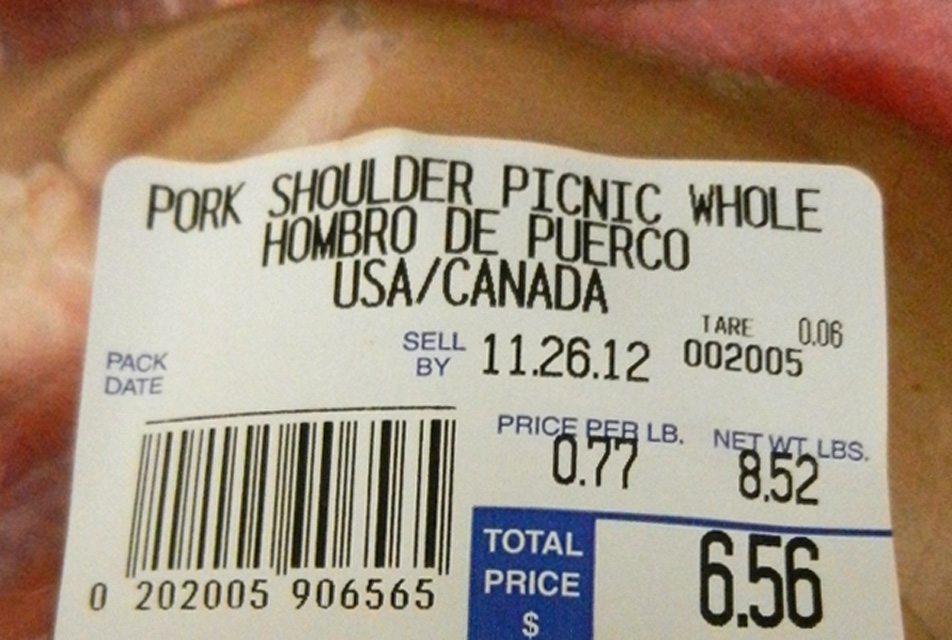 PORK SHOULDER PICNIC WHOLE
HOMBRO DE PUERCO
USA/CANADA
TARE 0.06
PACK DATE
SELL BY 11.26.12 002005
PRICE PER LB. NET WT. LBS.
0.77 8.52
TOTAL PRICE $ 6.56
0 202005 906565